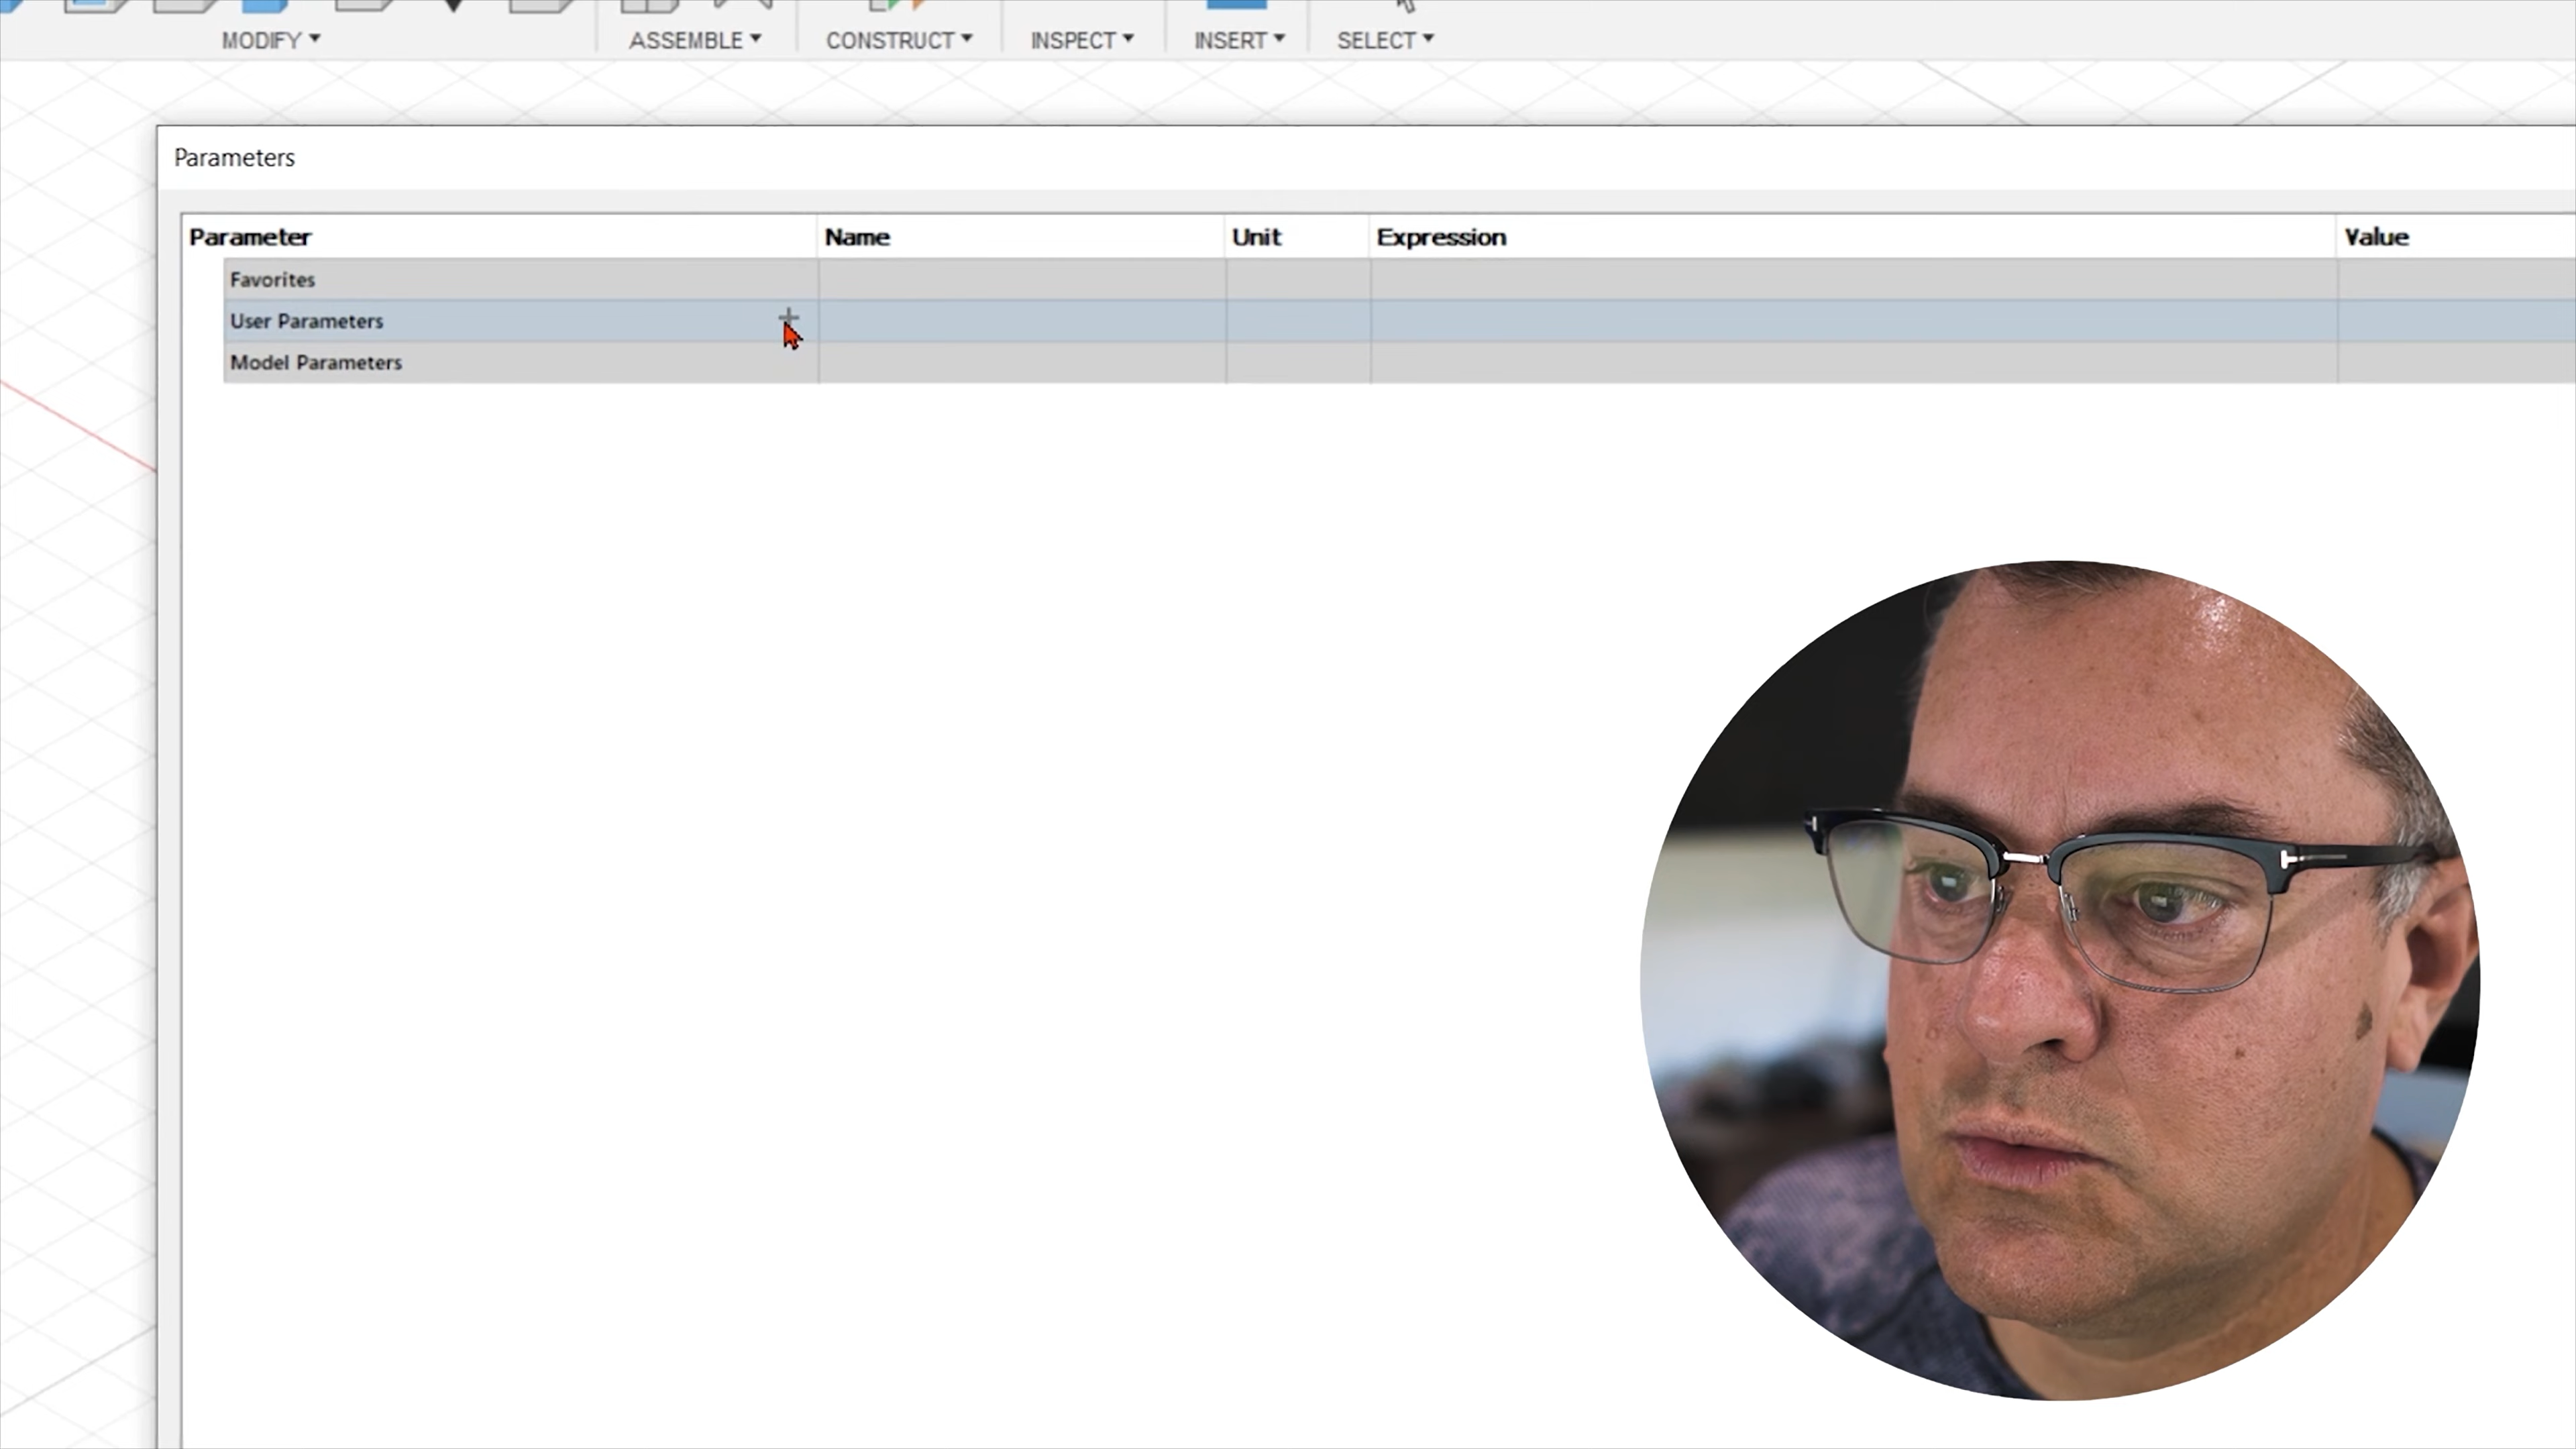 MODIFY ASSEMBLE CONSTRUCT INSPECT INSERT SELECT
Parameters
Parameter Name Unit Expression Value
Favorites
User Parameters
Model Parameters